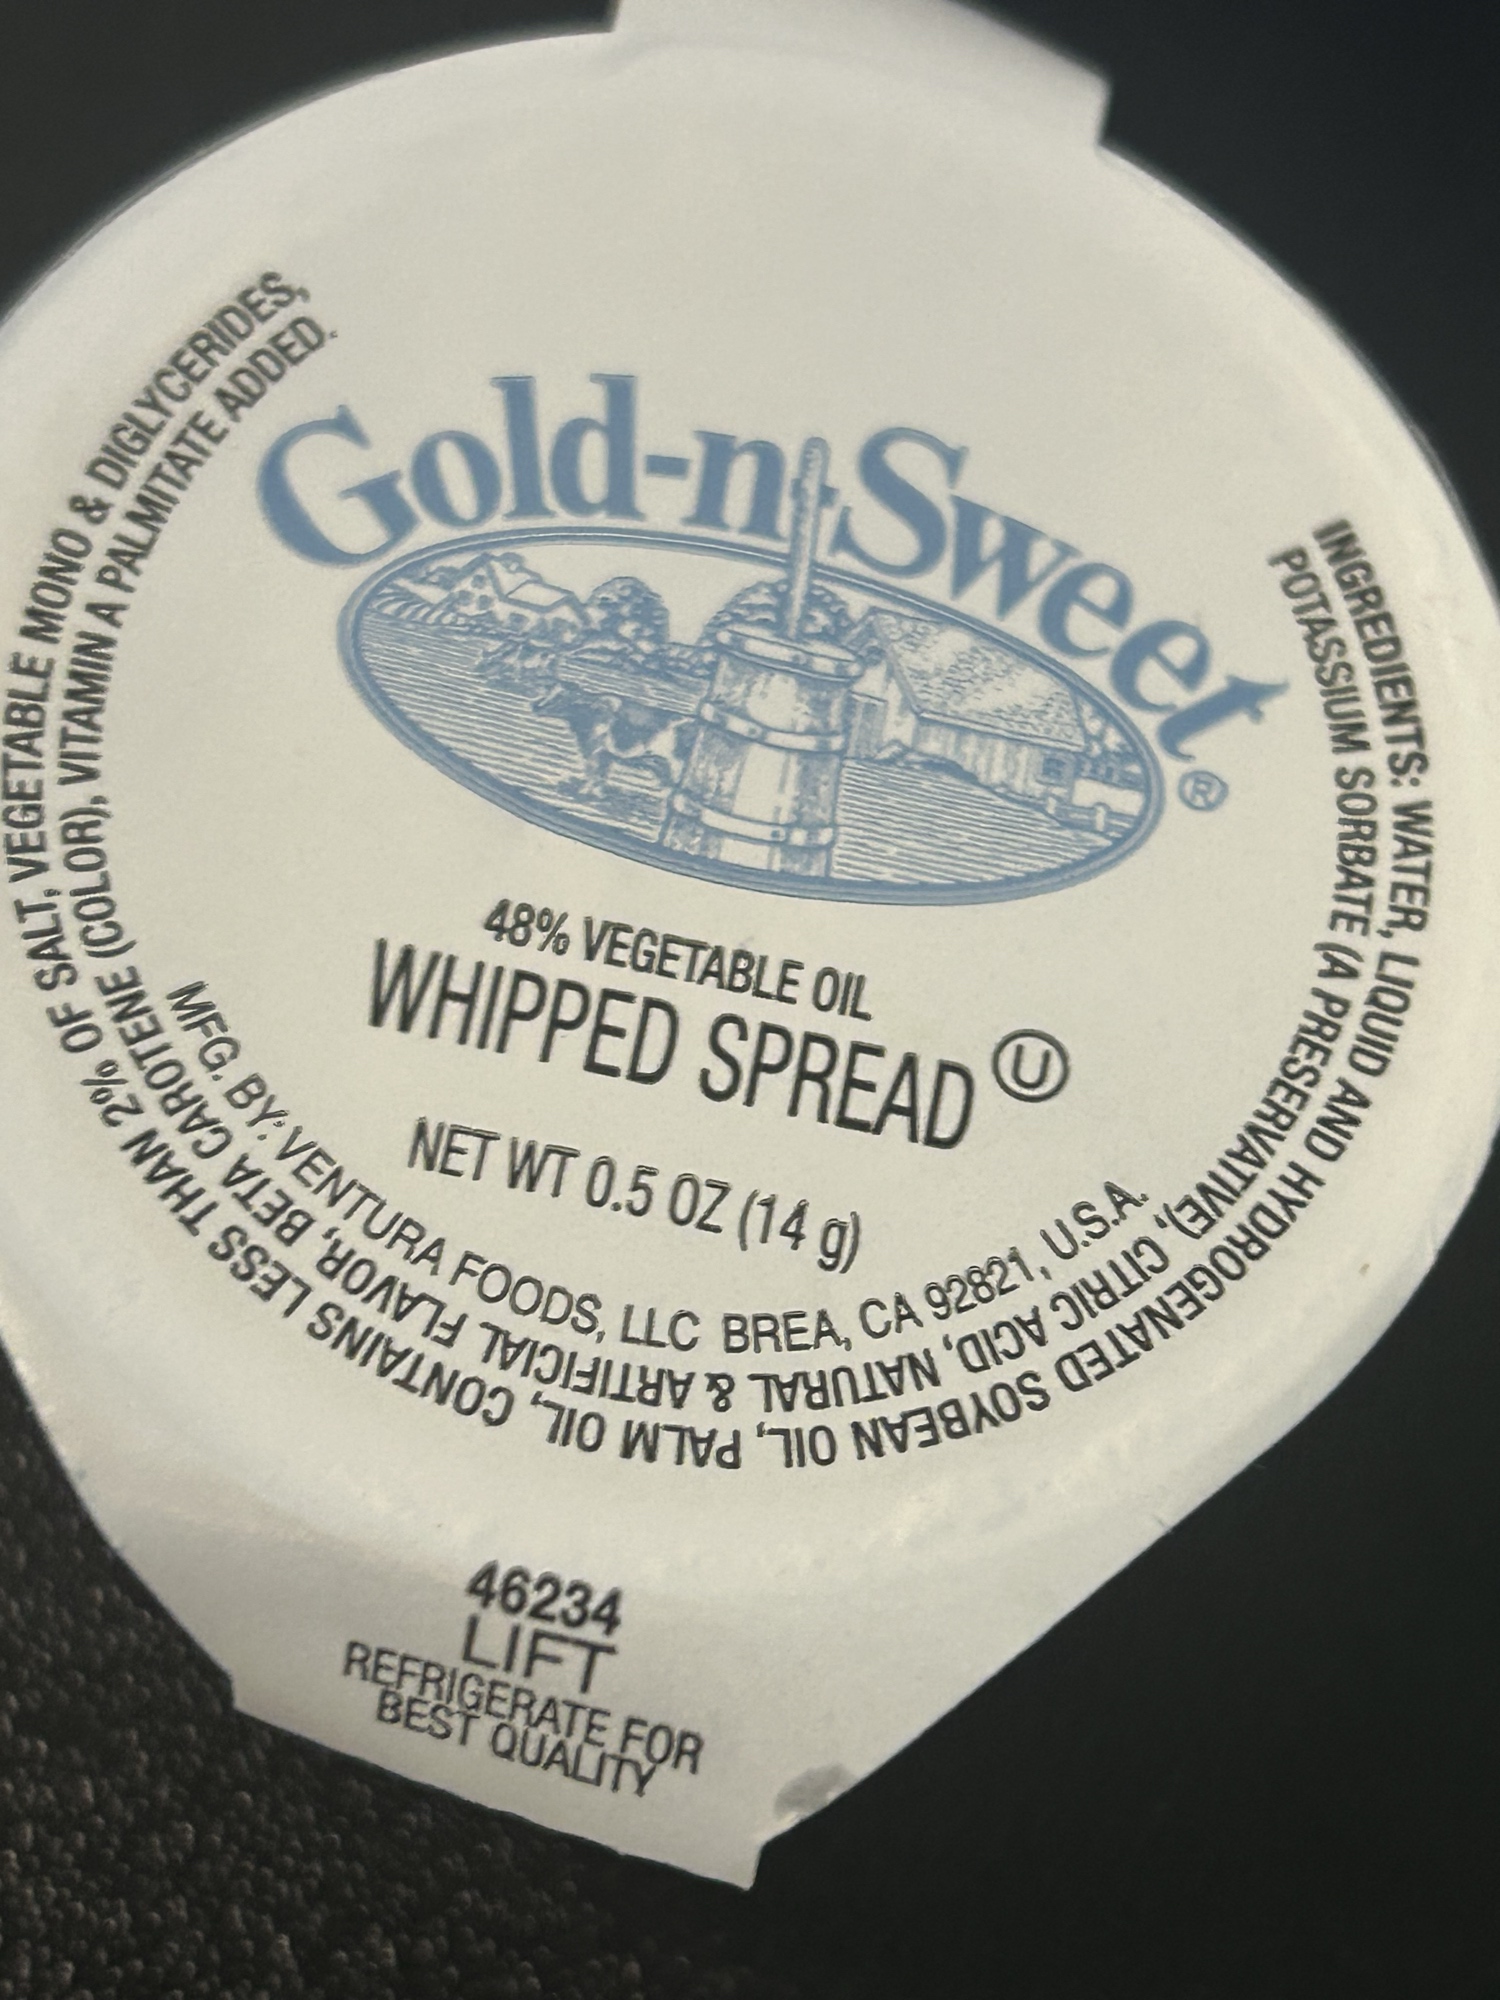 Gold-n-Sweet®
48% VEGETABLE OIL
WHIPPED SPREAD Ⓤ
NET WT 0.5 OZ (14 g)
MFG. BY: VENTURA FOODS, LLC BREA, CA 92821, U.S.A.
INGREDIENTS: WATER, LIQUID AND HYDROGENATED SOYBEAN OIL, PALM OIL, CONTAINS LESS THAN 2% OF SALT, VEGETABLE MONO & DIGLYCERIDES,
POTASSIUM SORBATE (A PRESERVATIVE), CITRIC ACID, NATURAL & ARTIFICIAL FLAVOR, BETA CAROTENE (COLOR), VITAMIN A PALMITATE ADDED.
46234
LIFT
REFRIGERATE FOR
BEST QUALITY